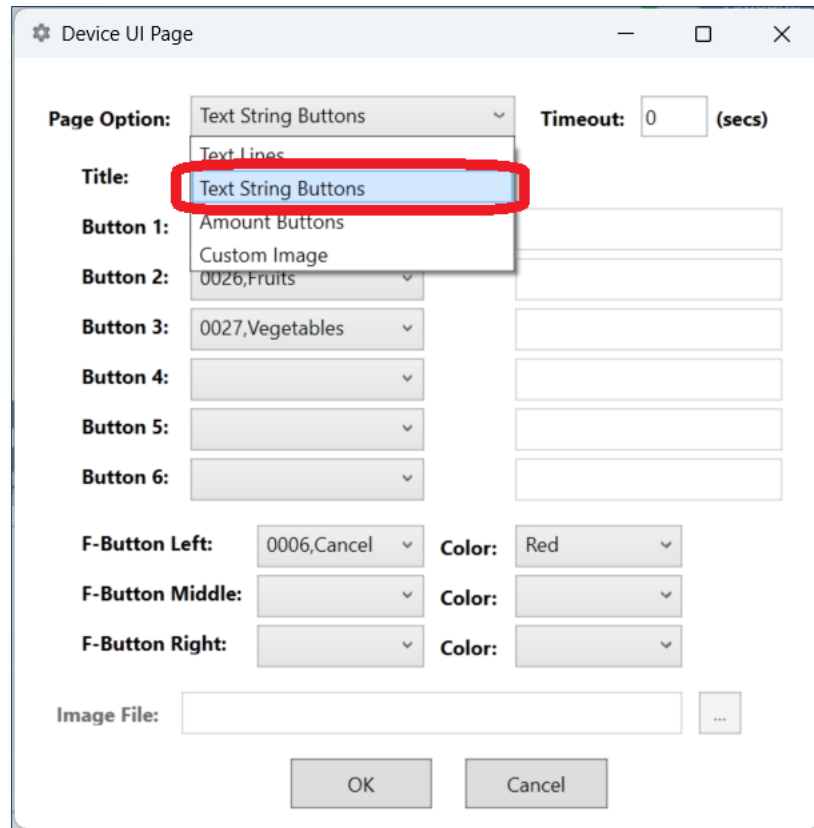 Device UI Page
Page Option: Text String Buttons Timeout: 0 (secs)
Text Lines
Title:
Text String Buttons
Button 1: Amount Buttons
Custom Image
Button 2: 0026,Fruits
Button 3: 0027,Vegetables
Button 4:
Button 5:
Button 6:
F-Button Left: 0006,Cancel Color: Red
F-Button Middle: Color:
F-Button Right: Color:
Image File: ...
OK Cancel